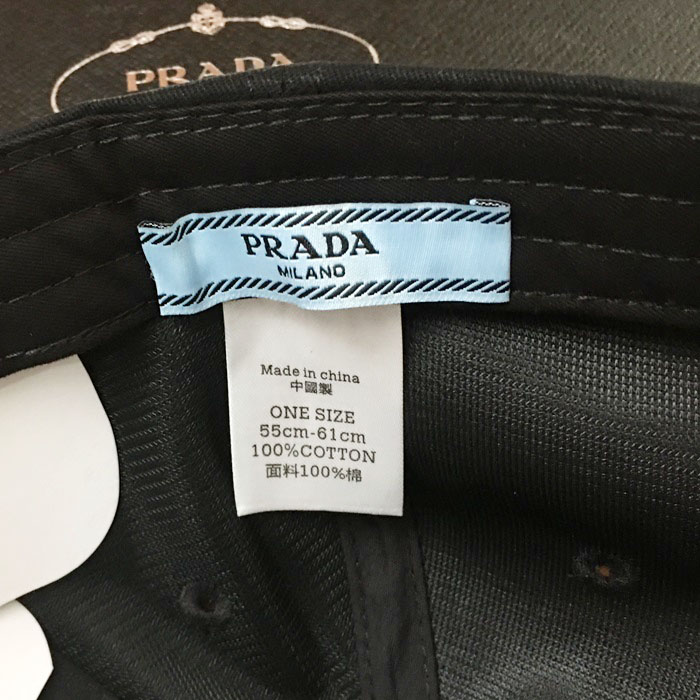 PRADA
PRADA
MILANO
Made in china
中國製
ONE SIZE
55cm-61cm
100%COTTON
面料100%棉